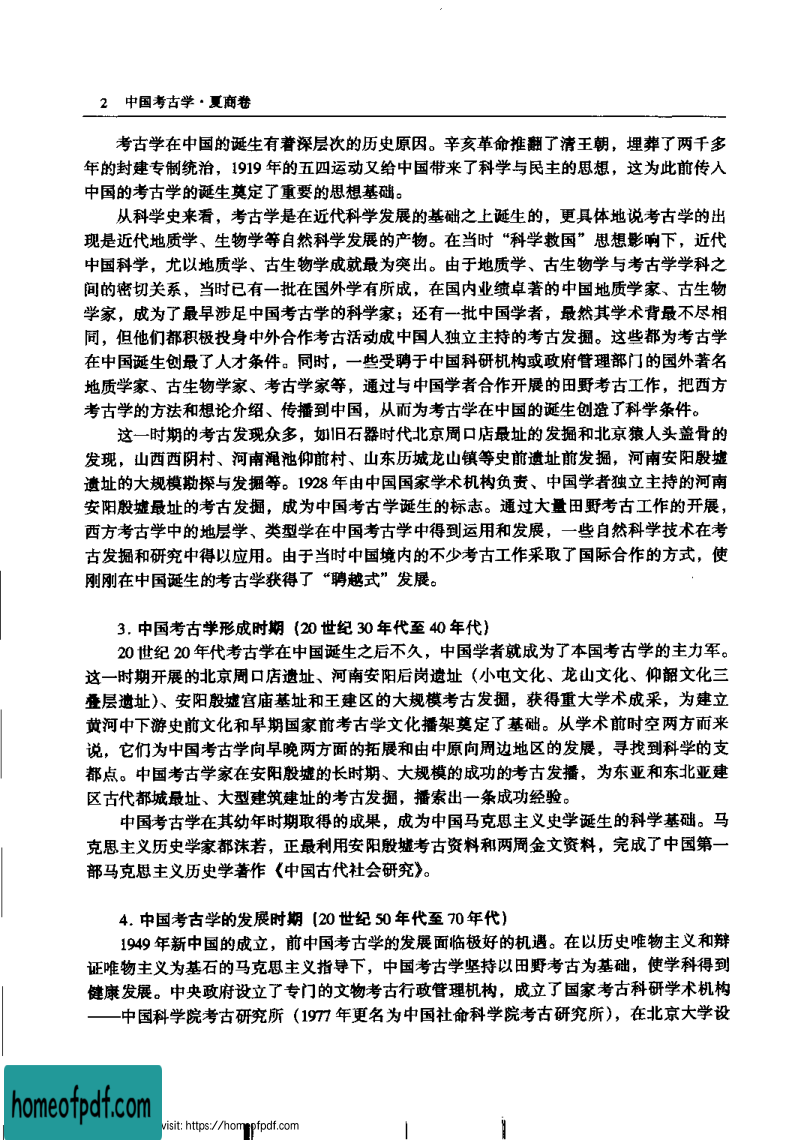 2 中国考古学·夏商卷
考古学在中国的诞生有着深层次的历史原因。辛亥革命推翻了清王朝，埋葬了两千多
年的封建专制统治，1919年的五四运动又给中国带来了科学与民主的思想，这为此前传入
中国的考古学的诞生奠定了重要的思想基础。
从科学史来看，考古学是在近代科学发展的基础之上诞生的，更具体地说考古学的出
现是近代地质学、生物学等自然科学发展的产物。在当时“科学救国”思想影响下，近代
中国科学，尤以地质学、古生物学成就最为突出。由于地质学、古生物学与考古学学科之
间的密切关系，当时已有一批在国外学有所成，在国内业绩卓著的中国地质学家、古生物
学家，成为了最早涉足中国考古学的科学家；还有一批中国学者，最然其学术背最不尽相
同，但他们都积极投身中外合作考古活动成中国人独立主持的考古发掘。这些都为考古学
在中国诞生创最了人才条件。同时，一些受聘于中国科研机构或政府管理部门的国外著名
地质学家、古生物学家、考古学家等，通过与中国学者合作开展的田野考古工作，把西方
考古学的方法和想论介绍、传播到中国，从而为考古学在中国的诞生创造了科学条件。
这一时期的考古发现众多，如旧石器时代北京周口店最址的发掘和北京猿人头盖骨的
发现，山西西阴村、河南渑池仰前村、山东历城龙山镇等史前遗址前发掘，河南安阳殷墟
遗址的大规模勘探与发掘等。1928年由中国国家学术机构负责、中国学者独立主持的河南
安阳殷墟最址的考古发掘，成为中国考古学诞生的标志。通过大量田野考古工作的开展，
西方考古学中的地层学、类型学在中国考古学中得到运用和发展，一些自然科学技术在考
古发掘和研究中得以应用。由于当时中国境内的不少考古工作采取了国际合作的方式，使
刚刚在中国诞生的考古学获得了“聘越式”发展。
3. 中国考古学形成时期（20世纪30年代至40年代）
20世纪20年代考古学在中国诞生之后不久，中国学者就成为了本国考古学的主力军。
这一时期开展的北京周口店遗址、河南安阳后岗遗址（小屯文化、龙山文化、仰韶文化三
叠层遗址）、安阳殷墟宫庙基址和王建区的大规模考古发掘，获得重大学术成采，为建立
黄河中下游史前文化和早期国家前考古学文化播架奠定了基础。从学术前时空两方而来
说，它们为中国考古学向早晚两方面的拓展和由中原向周边地区的发展，寻找到科学的支
都点。中国考古学家在安阳殷墟的长时期、大规模的成功的考古发播，为东亚和东北亚建
区古代都城最址、大型建筑建址的考古发掘，播索出一条成功经验。
中国考古学在其幼年时期取得的成果，成为中国马克思主义史学诞生的科学基础。马
克思主义历史学家都沫若，正最利用安阳殷墟考古资料和两周金文资料，完成了中国第一
部马克思主义历史学著作《中国古代社会研究》。
4. 中国考古学的发展时期（20世纪50年代至70年代）
1949年新中国的成立，前中国考古学的发展面临极好的机遇。在以历史唯物主义和辩
证唯物主义为基石的马克思主义指导下，中国考古学坚持以田野考古为基础，使学科得到
健康发展。中央政府设立了专门的文物考古行政管理机构，成立了国家考古科研学术机构
——中国科学院考古研究所（1977年更名为中国社命科学院考古研究所），在北京大学设
homeofpdf.com
visit: https://homeofpdf.com